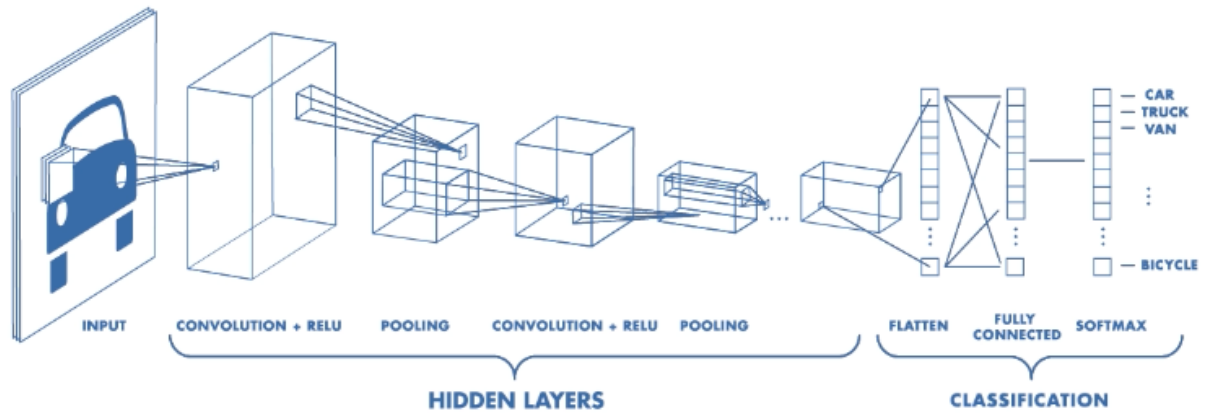 CAR
TRUCK
VAN
BICYCLE
INPUT
CONVOLUTION + RELU
POOLING
CONVOLUTION + RELU
POOLING
FLATTEN
FULLY
CONNECTED
SOFTMAX
HIDDEN LAYERS
CLASSIFICATION